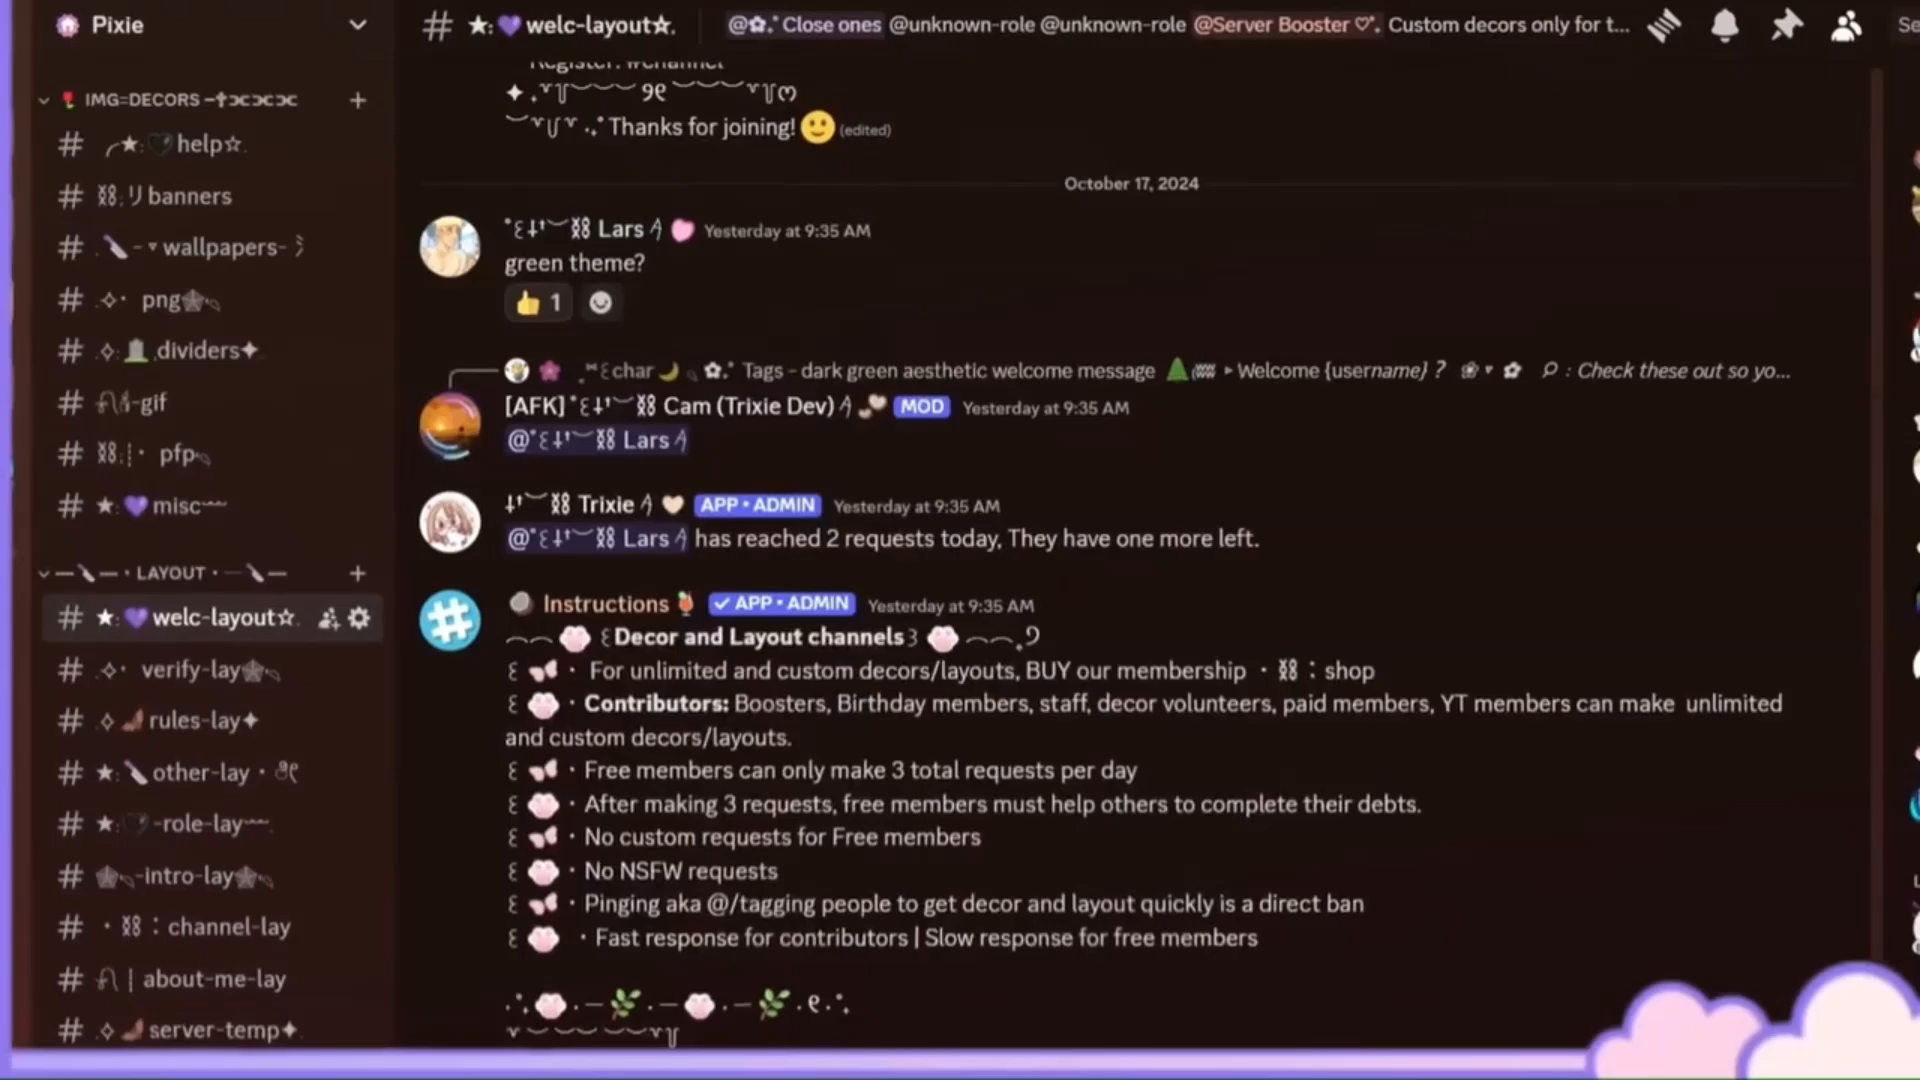 Pixie
IMG=DECORS
help☆
banners
- wallpapers-
png
dividers✦
-gif
pfp
★: misc
LAYOUT
★: welc-layout☆.
verify-lay
rules-lay✦
★: other-lay
★: -role-lay
-intro-lay
: channel-lay
| about-me-lay
server-temp✦
★: 💜 welc-layout☆.
@✿.˚ Close ones @unknown-role @unknown-role @Server Booster ♡˚. Custom decors only for t...
Se
Register: #channel
Thanks for joining! 🙂 (edited)
October 17, 2024
Lars Yesterday at 9:35 AM
green theme?
👍 1
char 🌙 ✿.˚ Tags - dark green aesthetic welcome message 🌲 ▸ Welcome {username} ? : Check these out so yo...
[AFK] Cam (Trixie Dev) MOD Yesterday at 9:35 AM
@ Lars
Trixie APP • ADMIN Yesterday at 9:35 AM
@ Lars has reached 2 requests today, They have one more left.
Instructions ✓ APP • ADMIN Yesterday at 9:35 AM
Decor and Layout channels
• For unlimited and custom decors/layouts, BUY our membership • : shop
• Contributors: Boosters, Birthday members, staff, decor volunteers, paid members, YT members can make unlimited
and custom decors/layouts.
• Free members can only make 3 total requests per day
• After making 3 requests, free members must help others to complete their debts.
• No custom requests for Free members
• No NSFW requests
• Pinging aka @/tagging people to get decor and layout quickly is a direct ban
• Fast response for contributors | Slow response for free members